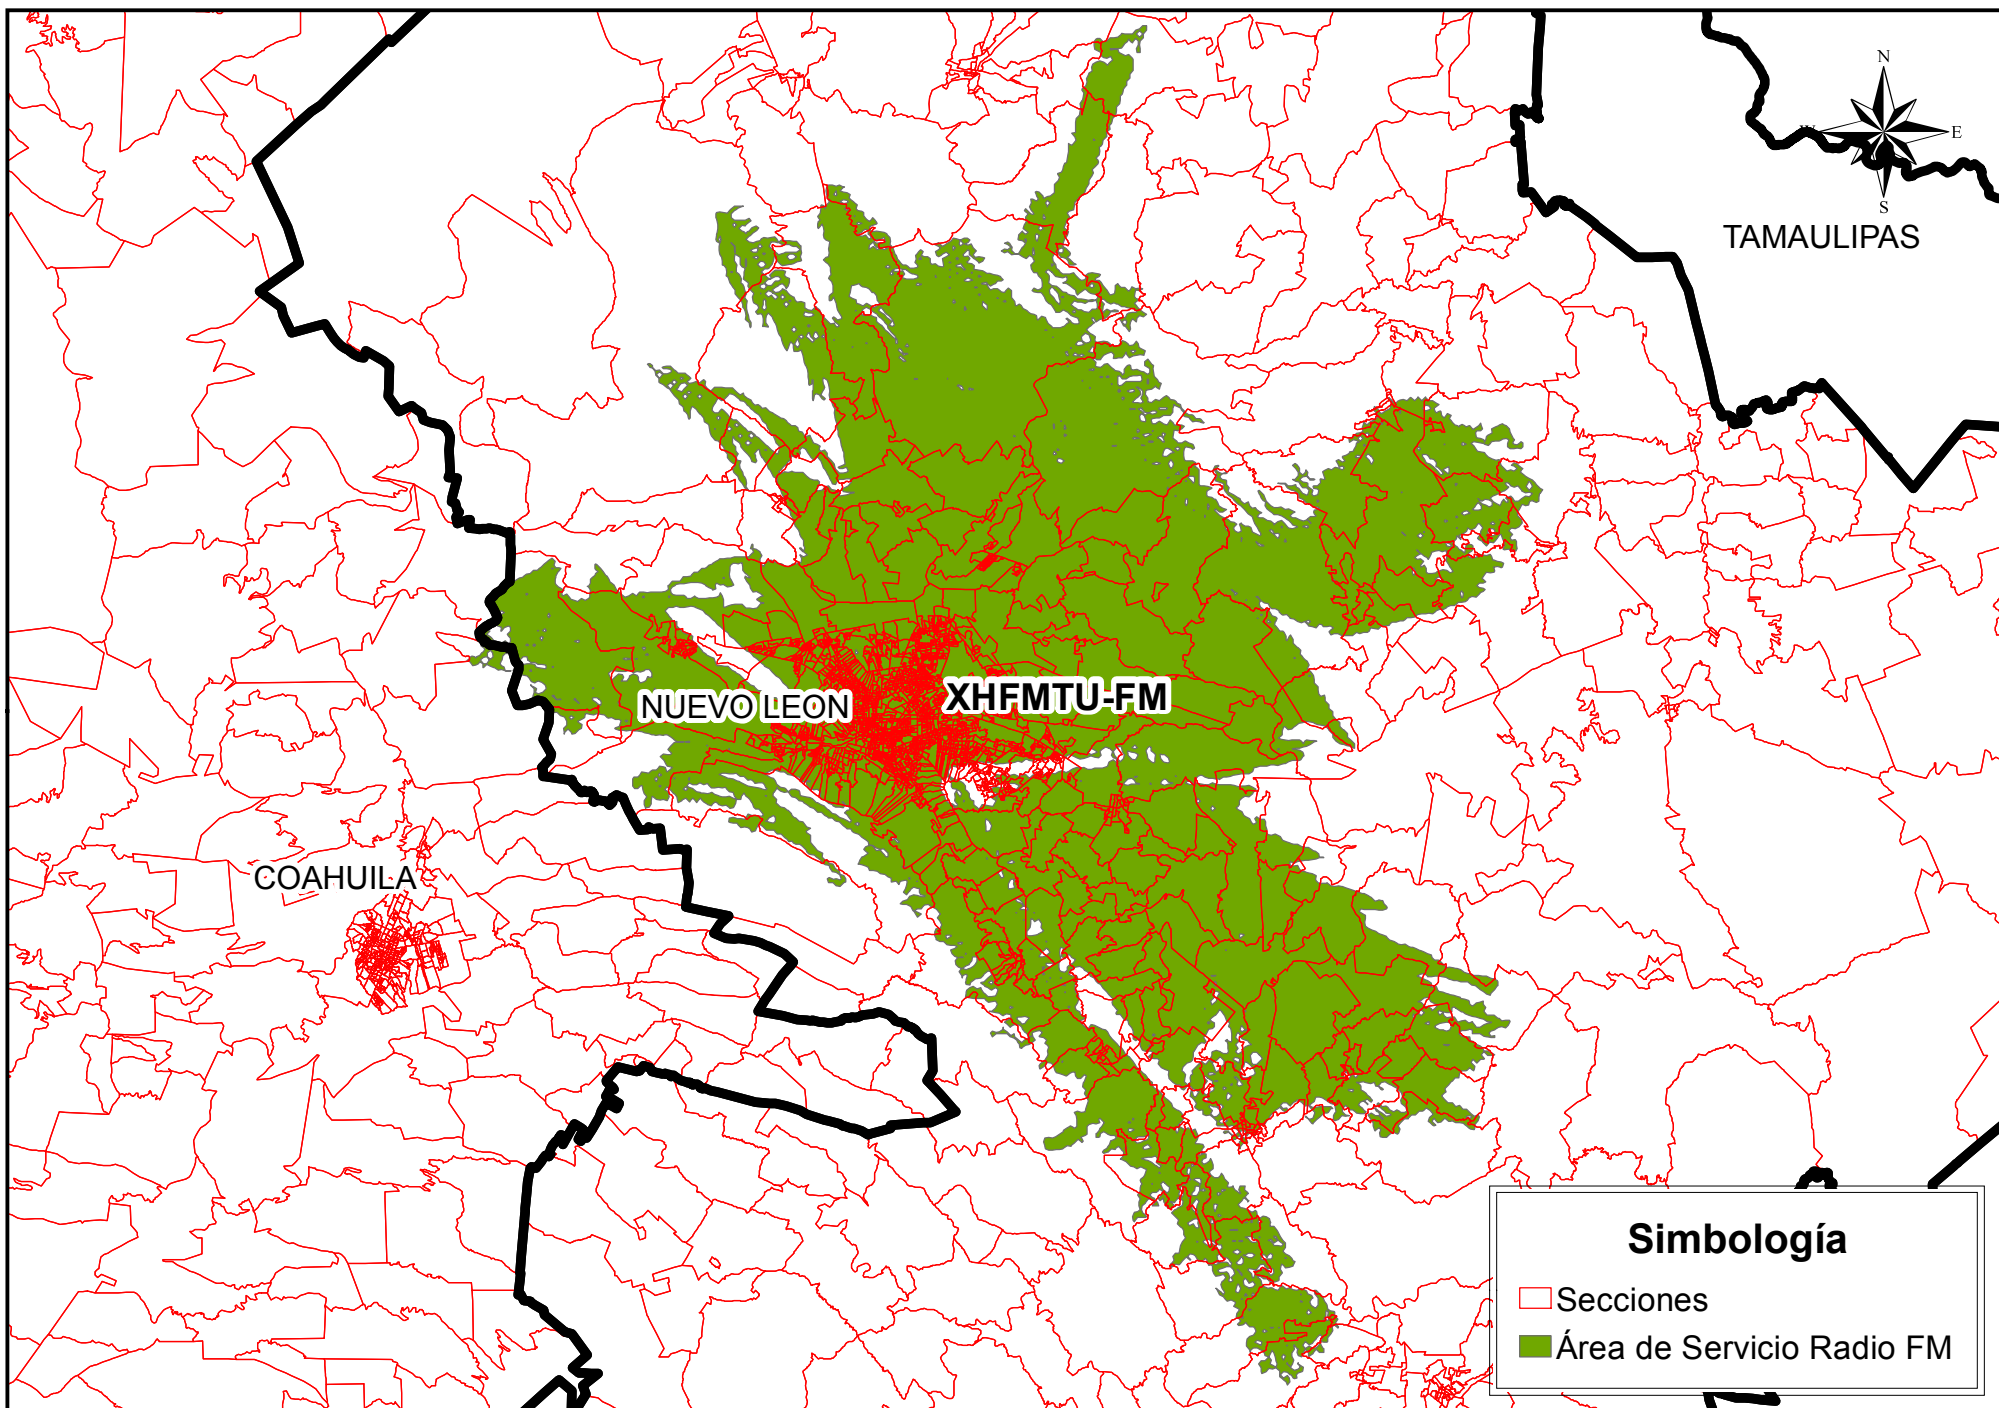 N
W
E
S
TAMAULIPAS
NUEVO LEON
XHFMTU-FM
COAHUILA
Simbología
Secciones
Área de Servicio Radio FM